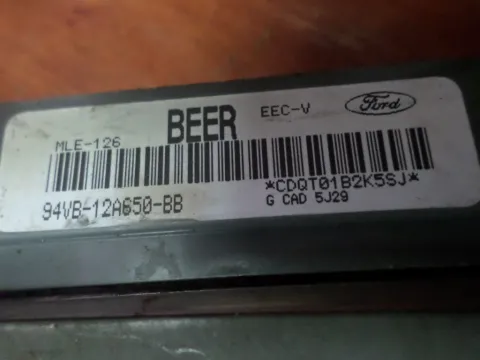 BEER EEC-V Ford
MLE-126
*CDQT01B2K5SJ*
94VB-12A650-BB G CAD 5J29